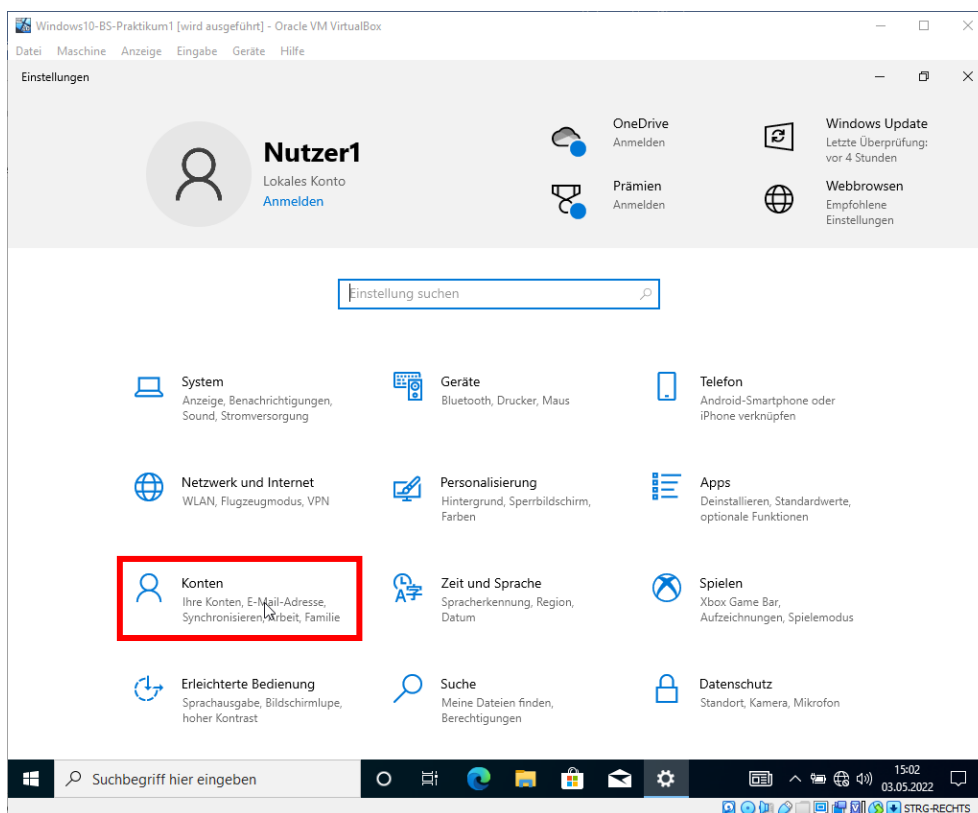 Windows10-BS-Praktikum1 [wird ausgeführt] - Oracle VM VirtualBox
Datei Maschine Anzeige Eingabe Geräte Hilfe
Einstellungen
Nutzer1
Lokales Konto
Anmelden
OneDrive
Anmelden
Prämien
Anmelden
Windows Update
Letzte Überprüfung:
vor 4 Stunden
Webbrowsen
Empfohlene
Einstellungen
Einstellung suchen
System
Anzeige, Benachrichtigungen,
Sound, Stromversorgung
Geräte
Bluetooth, Drucker, Maus
Telefon
Android-Smartphone oder
iPhone verknüpfen
Netzwerk und Internet
WLAN, Flugzeugmodus, VPN
Personalisierung
Hintergrund, Sperrbildschirm,
Farben
Apps
Deinstallieren, Standardwerte,
optionale Funktionen
Konten
Ihre Konten, E-Mail-Adresse,
Synchronisieren, Arbeit, Familie
Zeit und Sprache
Spracherkennung, Region,
Datum
Spielen
Xbox Game Bar,
Aufzeichnungen, Spielemodus
Erleichterte Bedienung
Sprachausgabe, Bildschirmlupe,
hoher Kontrast
Suche
Meine Dateien finden,
Berechtigungen
Datenschutz
Standort, Kamera, Mikrofon
Suchbegriff hier eingeben
15:02
03.05.2022
STRG-RECHTS